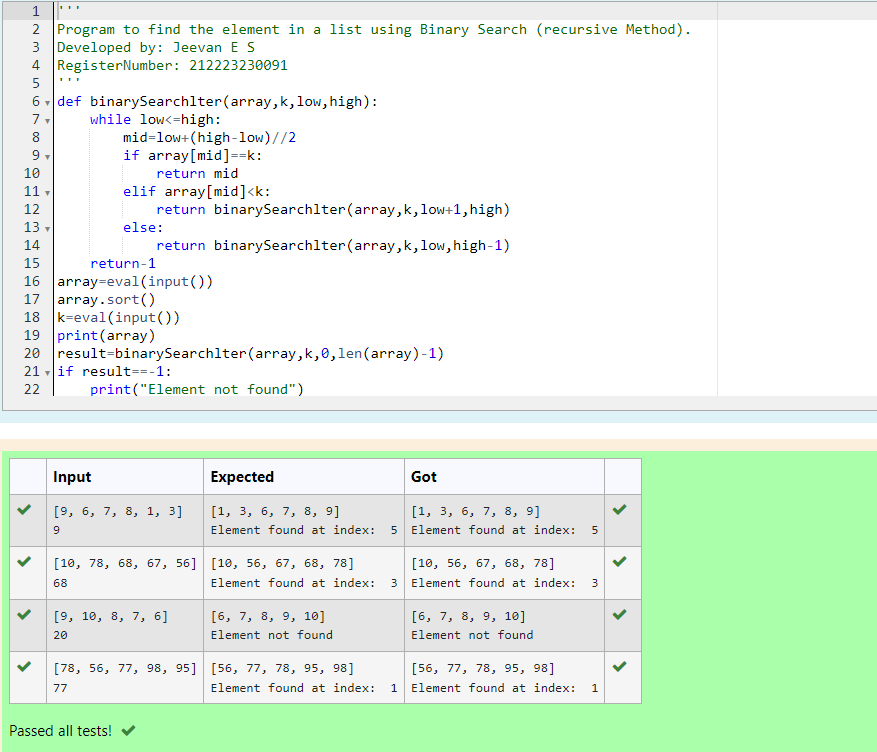 1 '''
2 Program to find the element in a list using Binary Search (recursive Method).
3 Developed by: Jeevan E S
4 RegisterNumber: 212223230091
5 '''
6 def binarySearchlter(array,k,low,high):
7     while low<=high:
8         mid=low+(high-low)//2
9         if array[mid]==k:
10             return mid
11         elif array[mid]<k:
12             return binarySearchlter(array,k,low+1,high)
13         else:
14             return binarySearchlter(array,k,low,high-1)
15     return-1
16 array=eval(input())
17 array.sort()
18 k=eval(input())
19 print(array)
20 result=binarySearchlter(array,k,0,len(array)-1)
21 if result==-1:
22     print("Element not found")
Input Expected Got
[9, 6, 7, 8, 1, 3] [1, 3, 6, 7, 8, 9] [1, 3, 6, 7, 8, 9]
9 Element found at index:  5 Element found at index:  5
[10, 78, 68, 67, 56] [10, 56, 67, 68, 78] [10, 56, 67, 68, 78]
68 Element found at index:  3 Element found at index:  3
[9, 10, 8, 7, 6] [6, 7, 8, 9, 10] [6, 7, 8, 9, 10]
20 Element not found Element not found
[78, 56, 77, 98, 95] [56, 77, 78, 95, 98] [56, 77, 78, 95, 98]
77 Element found at index:  1 Element found at index:  1
Passed all tests!